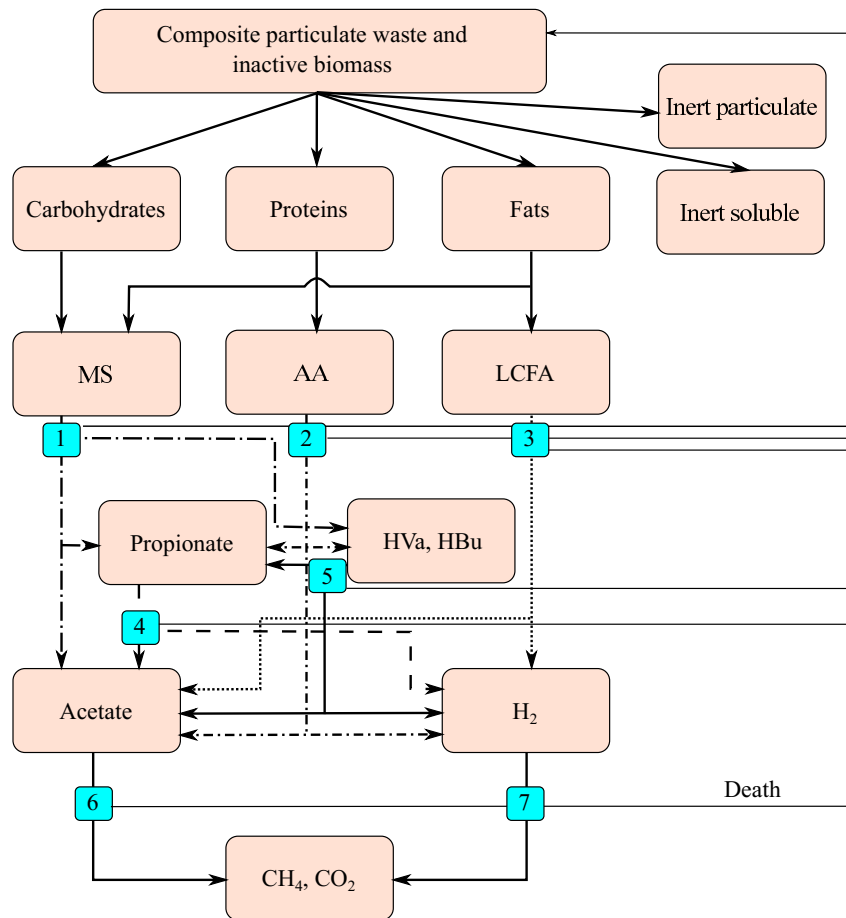 Composite particulate waste and
inactive biomass
Inert particulate
Carbohydrates
Proteins
Fats
Inert soluble
MS
AA
LCFA
1
2
3
Propionate
HVa, HBu
5
4
Acetate
H₂
6
7
Death
CH₄, CO₂